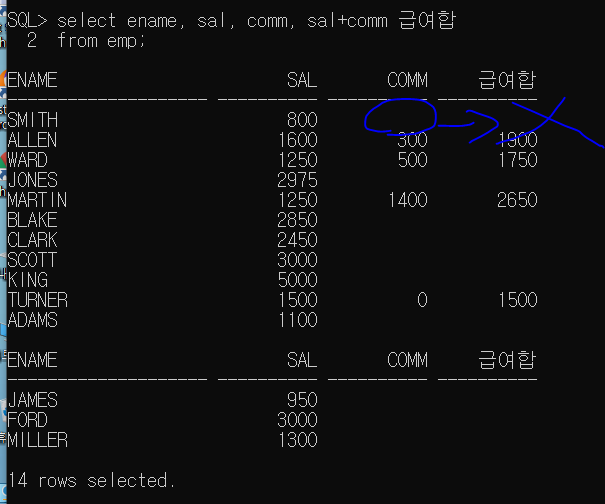 SQL> select ename, sal, comm, sal+comm 급여합
2 from emp;
ENAME SAL COMM 급여합
-------------------- ---------- ---------- ----------
SMITH 800
ALLEN 1600 300 1900
WARD 1250 500 1750
JONES 2975
MARTIN 1250 1400 2650
BLAKE 2850
CLARK 2450
SCOTT 3000
KING 5000
TURNER 1500 0 1500
ADAMS 1100
ENAME SAL COMM 급여합
-------------------- ---------- ---------- ----------
JAMES 950
FORD 3000
MILLER 1300
14 rows selected.